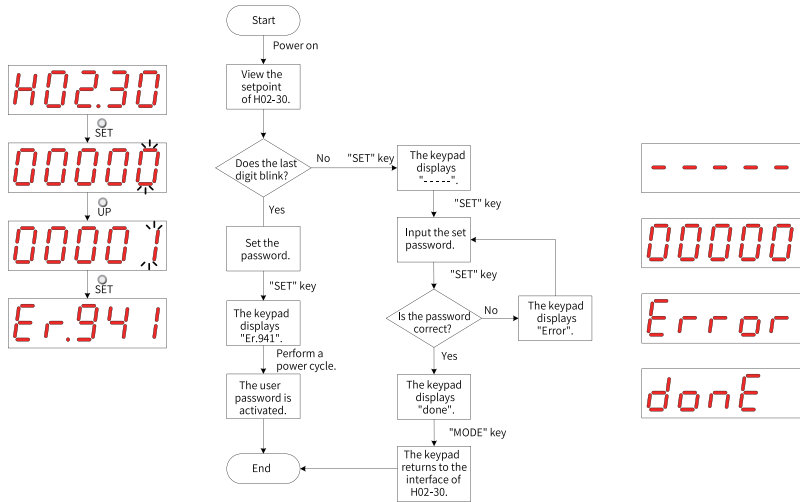 H02.30
SET
00000
UP
00001
SET
Er.941
Start
Power on
View the
setpoint
of H02-30.
Does the last
digit blink?
No
"SET" key
Yes
Set the
password.
"SET" key
The keypad
displays
"Er.941".
Perform a
power cycle.
The user
password is
activated.
End
The keypad
displays
"-----".
"SET" key
Input the set
password.
"SET" key
Is the password
correct?
No
The keypad
displays
"Error".
Yes
The keypad
displays
"done".
"MODE" key
The keypad
returns to the
interface of
H02-30.
-----
00000
Error
donE